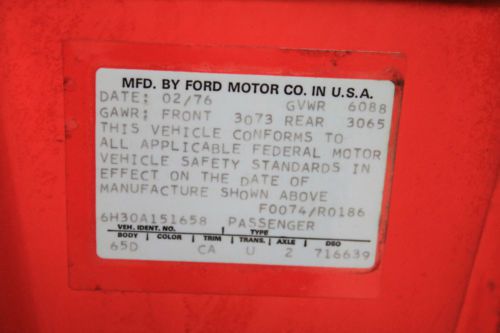 MFD. BY FORD MOTOR CO. IN U.S.A.
DATE: 02/76 GVWR 6088
GAWR: FRONT 3073 REAR 3065
THIS VEHICLE CONFORMS TO
ALL APPLICABLE FEDERAL MOTOR
VEHICLE SAFETY STANDARDS IN
EFFECT ON THE DATE OF
MANUFACTURE SHOWN ABOVE
F0074/R0186
6H30A151658 PASSENGER
VEH. IDENT. NO. TYPE
BODY COLOR TRIM TRANS. AXLE DSO
65D CA U 2 716639